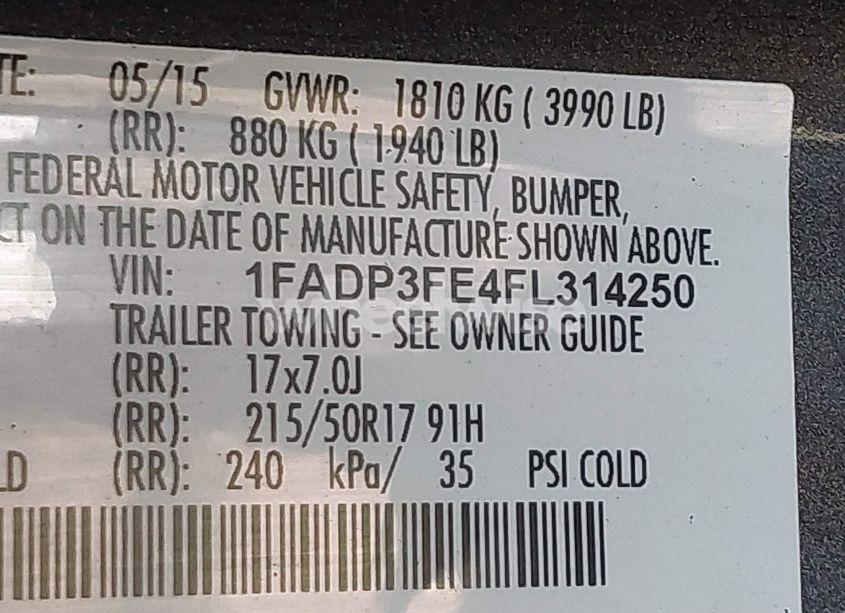 TE: 05/15 GVWR: 1810 KG ( 3990 LB)
(RR): 880 KG ( 1940 LB)
FEDERAL MOTOR VEHICLE SAFETY, BUMPER,
CT ON THE DATE OF MANUFACTURE SHOWN ABOVE.
VIN: 1FADP3FE4FL314250
TRAILER TOWING - SEE OWNER GUIDE
(RR): 17x7.0J
(RR): 215/50R17 91H
LD (RR): 240 kPa/ 35 PSI COLD